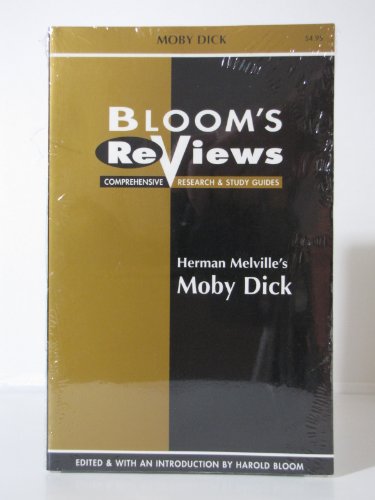 MOBY DICK $4.95
BLOOM'S
ReViews
COMPREHENSIVE RESEARCH & STUDY GUIDES
Herman Melville's
Moby Dick
EDITED & WITH AN INTRODUCTION BY HAROLD BLOOM